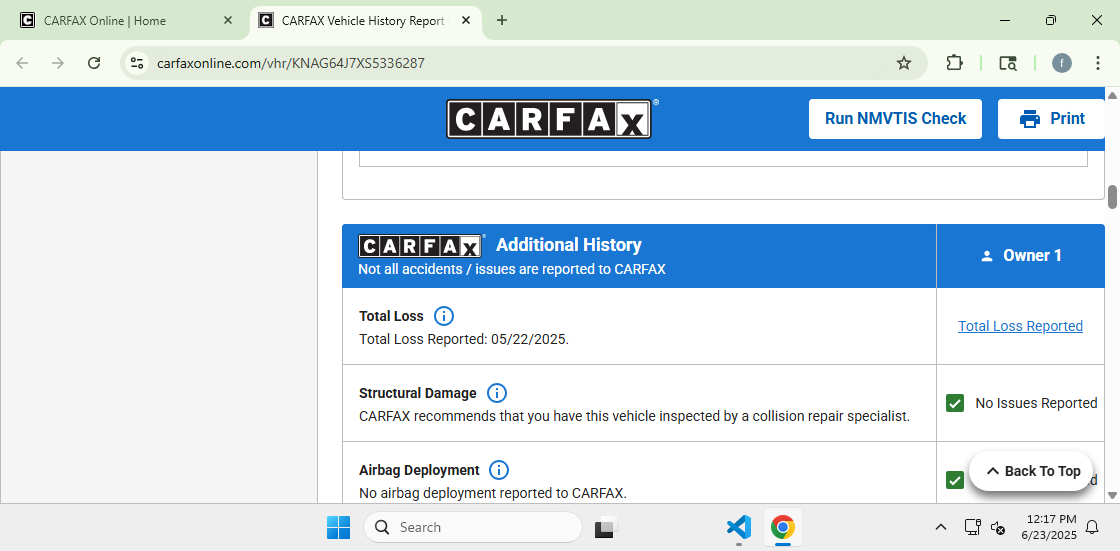 CARFAX Online | Home
CARFAX Vehicle History Report
carfaxonline.com/vhr/KNAG64J7XS5336287
f
CARFAX®
Run NMVTIS Check
Print
CARFAX® Additional History
Not all accidents / issues are reported to CARFAX
Owner 1
Total Loss
Total Loss Reported: 05/22/2025.
Total Loss Reported
Structural Damage
CARFAX recommends that you have this vehicle inspected by a collision repair specialist.
No Issues Reported
Airbag Deployment
No airbag deployment reported to CARFAX.
Back To Top
Search
12:17 PM
6/23/2025